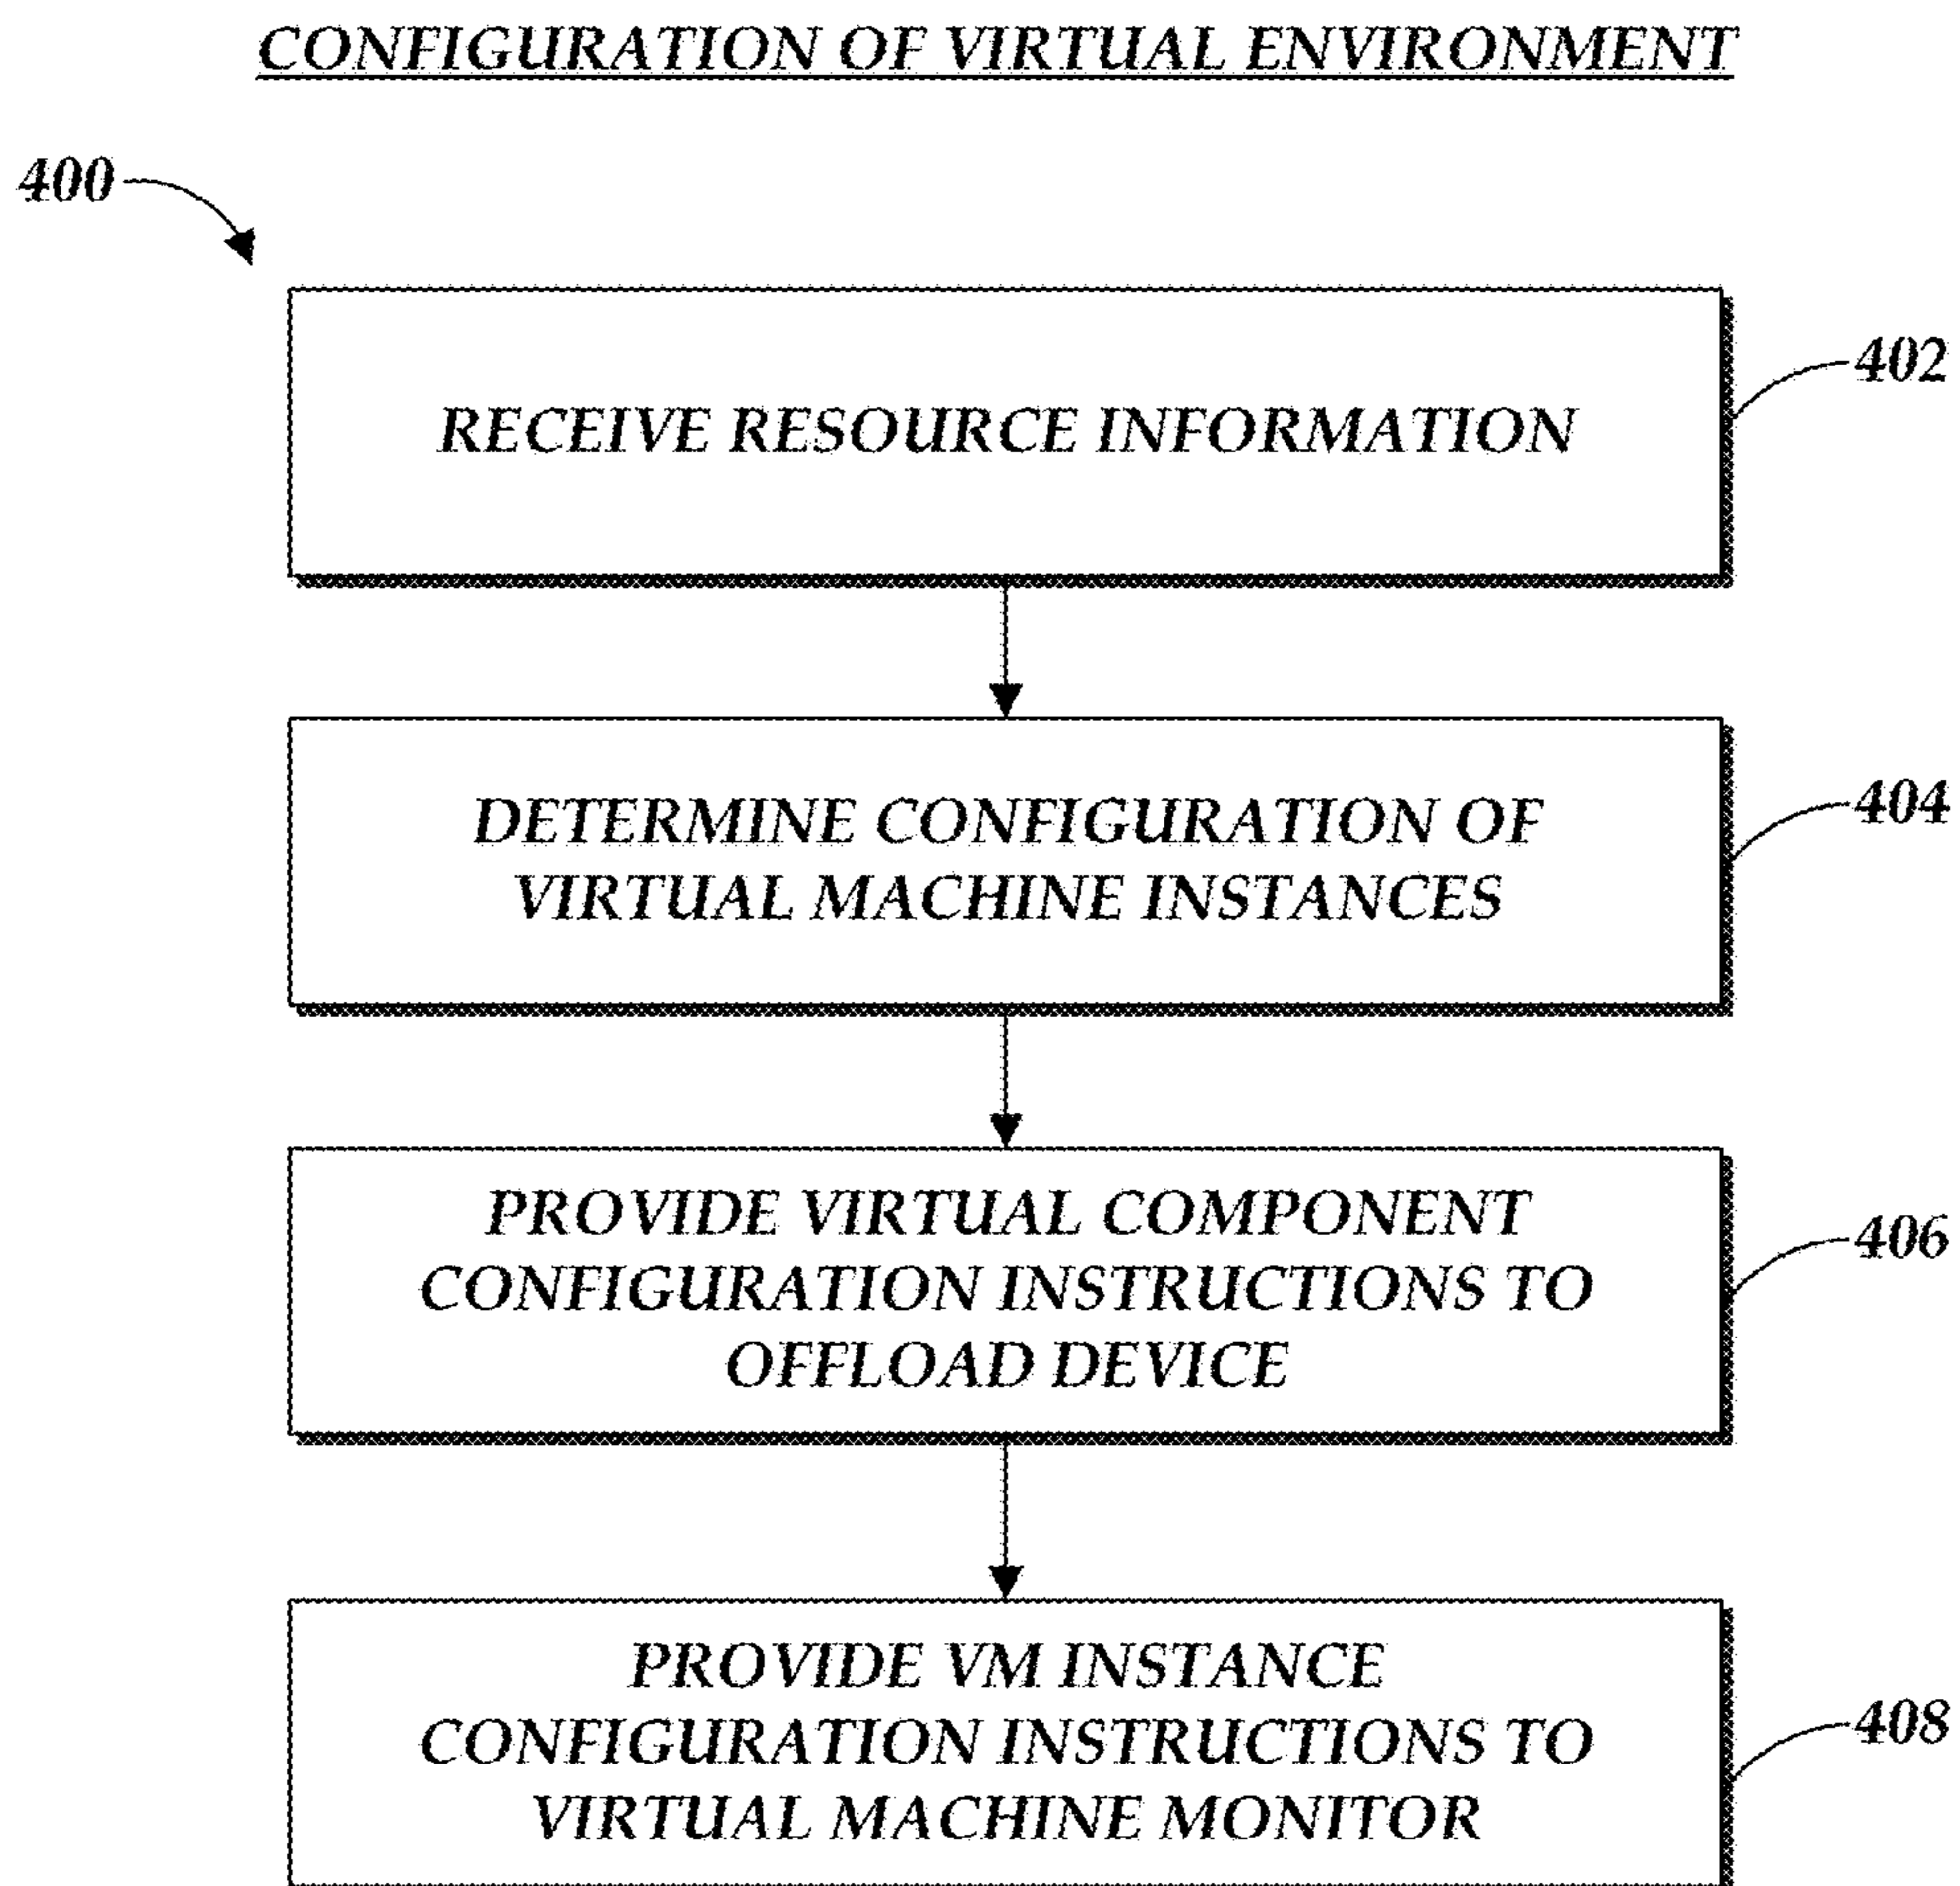 CONFIGURATION OF VIRTUAL ENVIRONMENT
400
RECEIVE RESOURCE INFORMATION
402
DETERMINE CONFIGURATION OF
VIRTUAL MACHINE INSTANCES
404
PROVIDE VIRTUAL COMPONENT
CONFIGURATION INSTRUCTIONS TO
OFFLOAD DEVICE
406
PROVIDE VM INSTANCE
CONFIGURATION INSTRUCTIONS TO
VIRTUAL MACHINE MONITOR
408